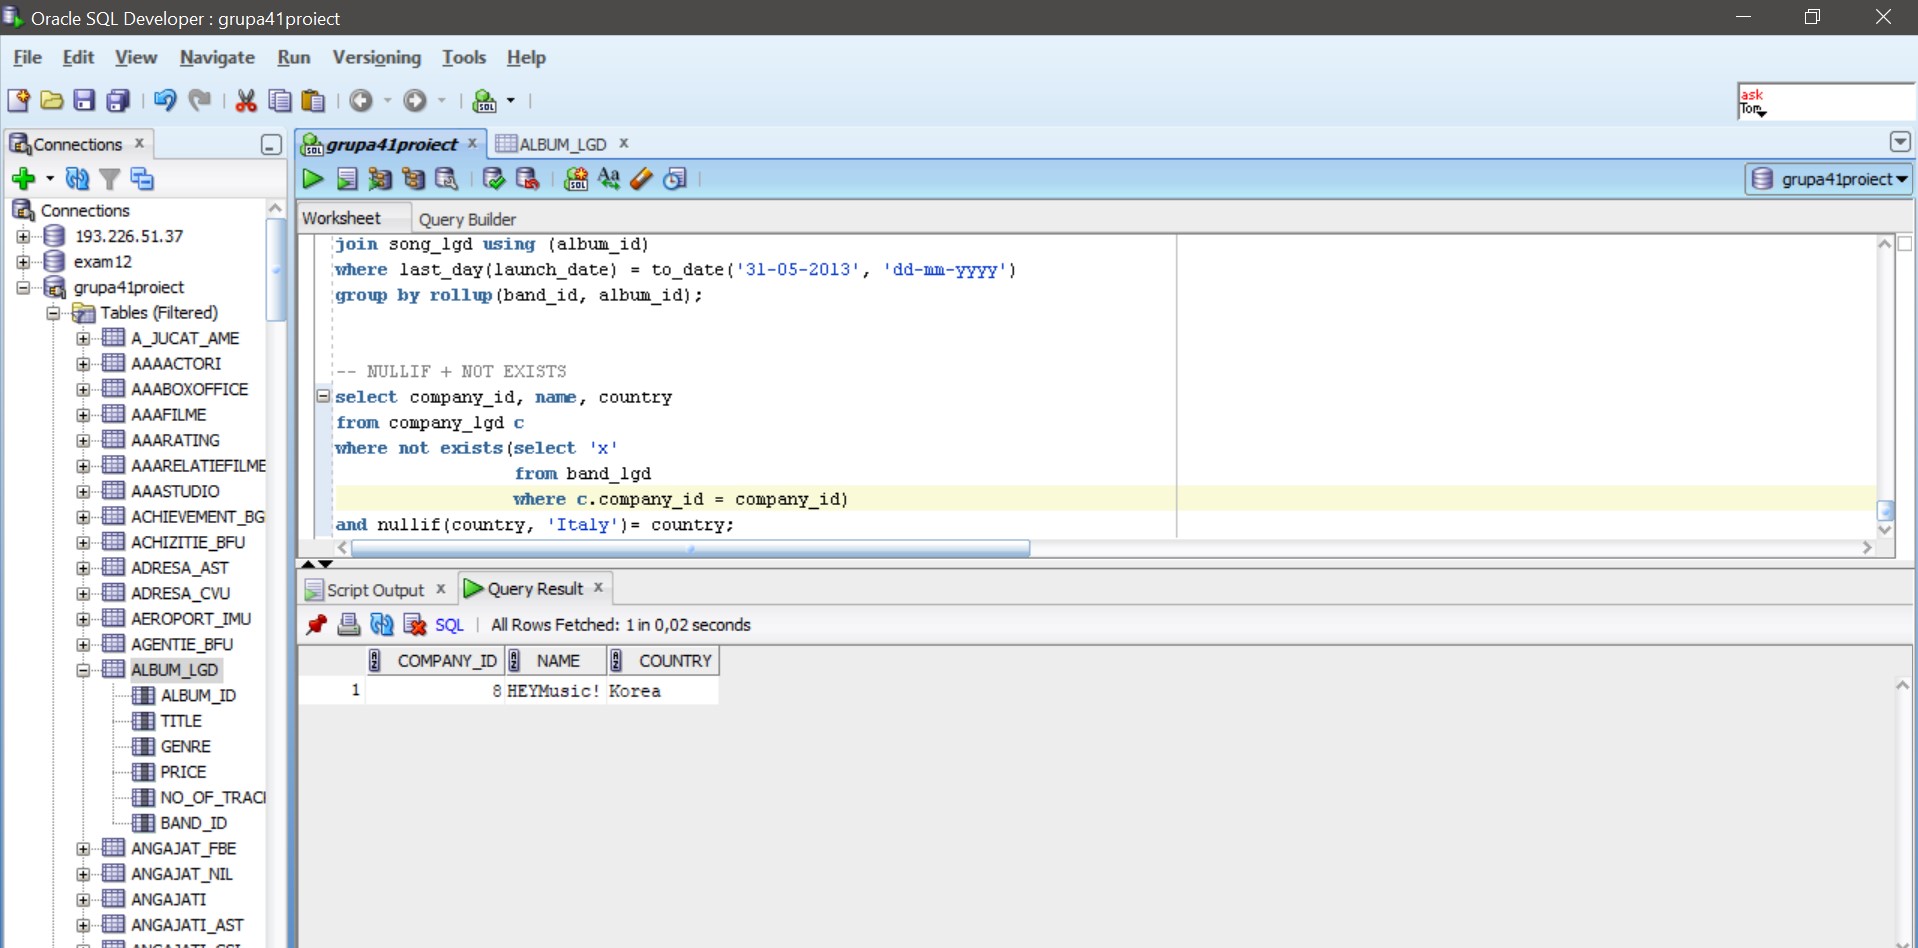 Oracle SQL Developer : grupa41proiect
File Edit View Navigate Run Versioning Tools Help
ask
Tom
Connections
grupa41proiect
ALBUM_LGD
grupa41proiect
Worksheet
Query Builder
Connections
193.226.51.37
exam12
grupa41proiect
Tables (Filtered)
A_JUCAT_AME
AAAACTORI
AAABOXOFFICE
AAAFILME
AAARATING
AAARELATIEFILME
AAASTUDIO
ACHIEVEMENT_BG
ACHIZITIE_BFU
ADRESA_AST
ADRESA_CVU
AEROPORT_IMU
AGENTIE_BFU
ALBUM_LGD
ALBUM_ID
TITLE
GENRE
PRICE
NO_OF_TRAC
BAND_ID
ANGAJAT_FBE
ANGAJAT_NIL
ANGAJATI
ANGAJATI_AST
join song_lgd using (album_id)
where last_day(launch_date) = to_date('31-05-2013', 'dd-mm-yyyy')
group by rollup(band_id, album_id);
-- NULLIF + NOT EXISTS
select company_id, name, country
from company_lgd c
where not exists(select 'x'
from band_lgd
where c.company_id = company_id)
and nullif(country, 'Italy')= country;
Script Output
Query Result
SQL | All Rows Fetched: 1 in 0,02 seconds
COMPANY_ID NAME COUNTRY
1 8 HEYMusic! Korea